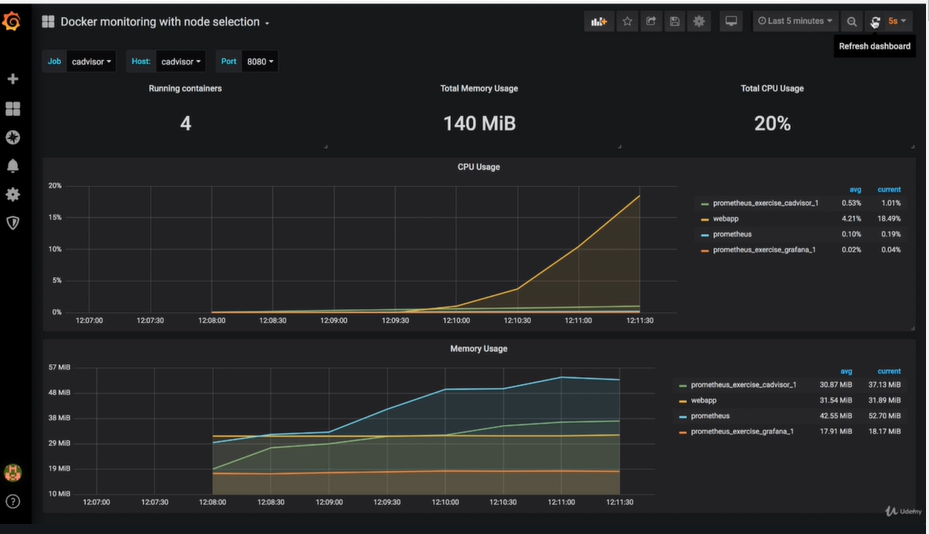 Docker monitoring with node selection
Last 5 minutes
5s
Refresh dashboard
Job cadvisor Host: cadvisor Port 8080
Running containers
4
Total Memory Usage
140 MiB
Total CPU Usage
20%
CPU Usage
20%
15%
10%
5%
0%
12:07:00 12:07:30 12:08:00 12:08:30 12:09:00 12:09:30 12:10:00 12:10:30 12:11:00 12:11:30
avg current
prometheus_exercise_cadvisor_1 0.53% 1.01%
webapp 4.21% 18.49%
prometheus 0.10% 0.19%
prometheus_exercise_grafana_1 0.02% 0.04%
Memory Usage
57 MiB
48 MiB
38 MiB
29 MiB
19 MiB
10 MiB
12:07:00 12:07:30 12:08:00 12:08:30 12:09:00 12:09:30 12:10:00 12:10:30 12:11:00 12:11:30
avg current
prometheus_exercise_cadvisor_1 30.87 MiB 37.13 MiB
webapp 31.54 MiB 31.89 MiB
prometheus 42.55 MiB 52.70 MiB
prometheus_exercise_grafana_1 17.91 MiB 18.17 MiB
Udemy